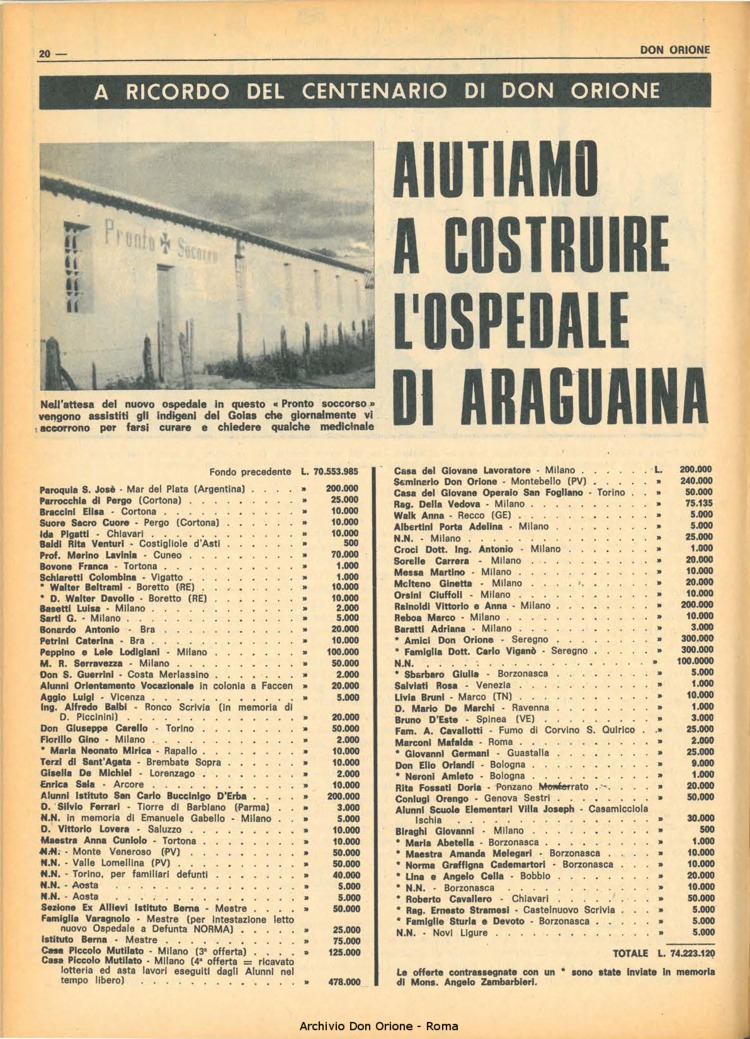 20 —
DON ORIONE
A RICORDO DEL CENTENARIO DI DON ORIONE
Pronto Socorro
AIUTIAMO
A COSTRUIRE
L'OSPEDALE
DI ARAGUAINA
Nell'attesa del nuovo ospedale in questo « Pronto soccorso »
vengono assistiti gli indigeni del Goias che giornalmente vi
accorrono per farsi curare e chiedere qualche medicinale
Fondo precedente L. 70.553.985
Paroquia S. Josè - Mar del Plata (Argentina) . . . . » 200.000
Parrocchia di Pergo (Cortona) . . . . » 25.000
Braccini Elisa - Cortona . . . . » 10.000
Suore Sacro Cuore - Pergo (Cortona) . . . . » 10.000
Ida Pigatti - Chiavari . . . . » 10.000
Baldi Rita Venturi - Costigliole d'Asti . . . . » 500
Prof. Merino Lavinia - Cuneo . . . . » 70.000
Bovone Franca - Tortona . . . . » 1.000
Schiaretti Colombina - Vigatto . . . . » 1.000
* Walter Beltrami - Boretto (RE) . . . . » 10.000
* D. Walter Davolio - Boretto (RE) . . . . » 10.000
Basetti Luisa - Milano . . . . » 2.000
Sarti G. - Milano . . . . » 5.000
Bonardo Antonio - Bra . . . . » 20.000
Petrini Caterina - Bra . . . . » 10.000
Peppino e Lele Lodigiani - Milano . . . . » 100.000
M. R. Serravezza - Milano . . . . » 50.000
Don S. Guerrini - Costa Merlassino . . . . » 2.000
Alunni Orientamento Vocazionale in colonia a Faccen » 20.000
Aggio Luigi - Vicenza . . . . » 5.000
Ing. Alfredo Balbi - Ronco Scrivia (in memoria di
D. Piccinini) . . . . » 20.000
Don Giuseppe Carello - Torino . . . . » 50.000
Fiorillo Gino - Milano . . . . » 2.000
* Maria Neonato Mirica - Rapallo . . . . » 10.000
Terzi di Sant'Agata - Brembate Sopra . . . . » 10.000
Gisella De Michiel - Lorenzago . . . . » 2.000
Enrica Sala - Arcore . . . . » 10.000
Alunni Istituto San Carlo Buccinigo D'Erba . . . . » 200.000
D. Silvio Ferrari - Tiorre di Barbiano (Parma) . . . . » 3.000
N.N. in memoria di Emanuele Gabello - Milano . . . . » 5.000
D. Vittorio Lovera - Saluzzo . . . . » 10.000
Maestra Anna Cuniolo - Tortona . . . . » 10.000
N.N. - Monte Veneroso (PV) . . . . » 50.000
N.N. - Valle Lomellina (PV) . . . . » 50.000
N.N. - Torino, per familiari defunti . . . . » 40.000
N.N. - Aosta . . . . » 5.000
N.N. - Aosta . . . . » 5.000
Sezione Ex Allievi Istituto Berna - Mestre . . . . » 50.000
Famiglia Varagnolo - Mestre (per intestazione letto
nuovo Ospedale a Defunta NORMA) . . . . » 25.000
Istituto Berna - Mestre . . . . » 75.000
Casa Piccolo Mutilato - Milano (3ª offerta) . . . . » 125.000
Casa Piccolo Mutilato - Milano (4ª offerta = ricavato
lotteria ed asta lavori eseguiti dagli Alunni nel
tempo libero) . . . . » 478.000
Casa del Giovane Lavoratore - Milano . . . . L. 200.000
Seminario Don Orione - Montebello (PV) . . . . » 240.000
Casa del Giovane Operaio San Fogliano - Torino . . » 50.000
Rag. Della Vedova - Milano . . . . » 75.135
Walk Anna - Recco (GE) . . . . » 5.000
Albertini Porta Adelina - Milano . . . . » 5.000
N.N. - Milano . . . . » 25.000
Croci Dott. Ing. Antonio - Milano . . . . » 1.000
Sorelle Carrera - Milano . . . . » 20.000
Messa Martino - Milano . . . . » 10.000
Molteno Ginetta - Milano . . . . » 20.000
Orsini Ciuffoli - Milano . . . . » 10.000
Rainoldi Vittorio e Anna - Milano . . . . » 200.000
Reboa Marco - Milano . . . . » 10.000
Baratti Adriana - Milano . . . . » 3.000
* Amici Don Orione - Seregno . . . . » 300.000
* Famiglia Dott. Carlo Viganò - Seregno . . . . » 300.000
N.N. . . . . » 100.0000
* Sbarbaro Giulia - Borzonasca . . . . » 5.000
Salviati Rosa - Venezia . . . . » 1.000
Livia Bruni - Marco (TN) . . . . » 10.000
D. Mario De Marchi - Ravenna . . . . » 1.000
Bruno D'Este - Spinea (VE) . . . . » 3.000
Fam. A. Cavallotti - Fumo di Corvino S. Quirico . . » 25.000
Marconi Mafalda - Roma . . . . » 2.000
* Giovanni Germani - Guastalla . . . . » 25.000
Don Elio Orlandi - Bologna . . . . » 9.000
* Neroni Amleto - Bologna . . . . » 1.000
Rita Fossati Doria - Ponzano Monferrato . . . . » 20.000
Coniugi Orengo - Genova Sestri . . . . » 50.000
Alunni Scuole Elementari Villa Joseph - Casamicciola
Ischia . . . . » 30.000
Biraghi Giovanni - Milano . . . . » 500
* Maria Abetella - Borzonasca . . . . » 1.000
* Maestra Amanda Melegari - Borzonasca . . . . » 10.000
* Norma Graffigna Cademartori - Borzonasca . . . . » 10.000
* Lina e Angelo Cella - Bobbio . . . . » 20.000
* N.N. - Borzonasca . . . . » 10.000
* Roberto Cavallero - Chiavari . . . . » 50.000
* Rag. Ernesto Stramesi - Castelnuovo Scrivia . . . » 5.000
* Famiglie Sturla e Devoto - Borzonasca . . . . » 5.000
N.N. - Novi Ligure . . . . » 5.000
TOTALE L. 74.223.120
Le offerte contrassegnate con un * sono state inviate in memoria
di Mons. Angelo Zambarbieri.
Archivio Don Orione - Roma